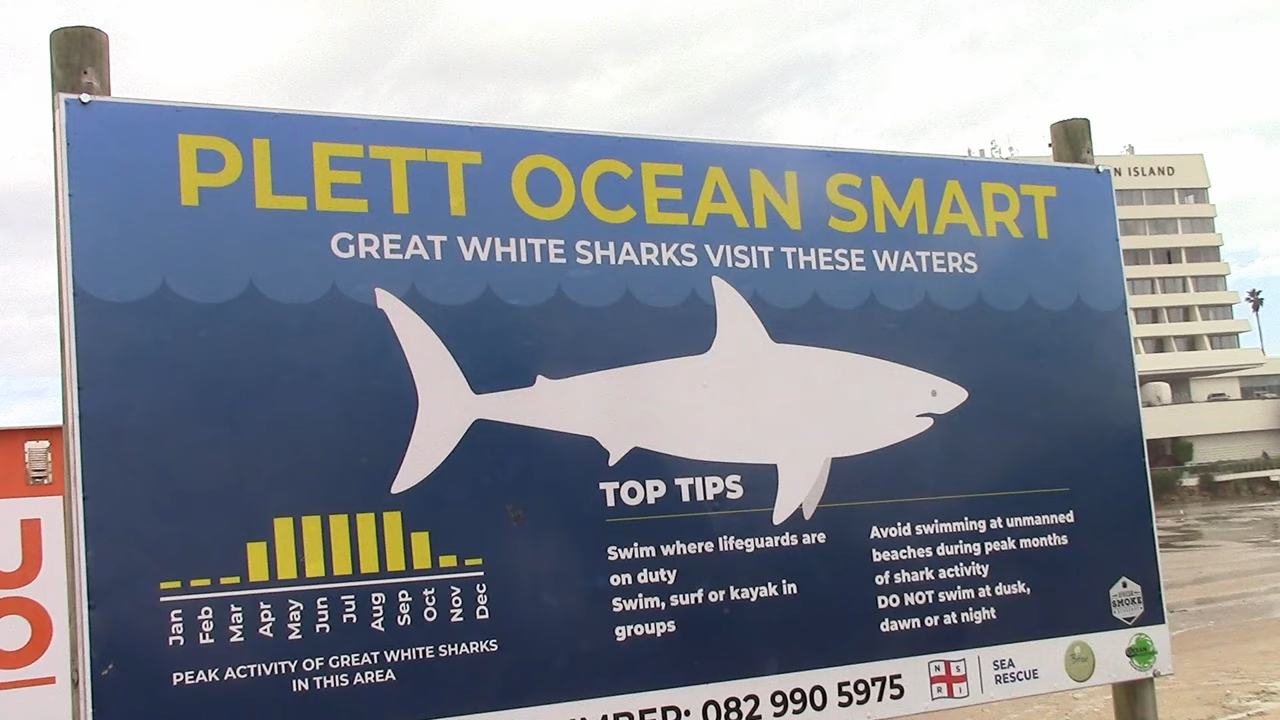 PLETT OCEAN SMART
GREAT WHITE SHARKS VISIT THESE WATERS
N ISLAND
TOP TIPS
Swim where lifeguards are
on duty
Swim, surf or kayak in
groups
Avoid swimming at unmanned
beaches during peak months
of shark activity
DO NOT swim at dusk,
dawn or at night
Jan
Feb
Mar
Apr
May
Jun
Jul
Aug
Sep
Oct
Nov
Dec
PEAK ACTIVITY OF GREAT WHITE SHARKS
IN THIS AREA
SMOKE
082 990 5975
N S
R I
SEA
RESCUE